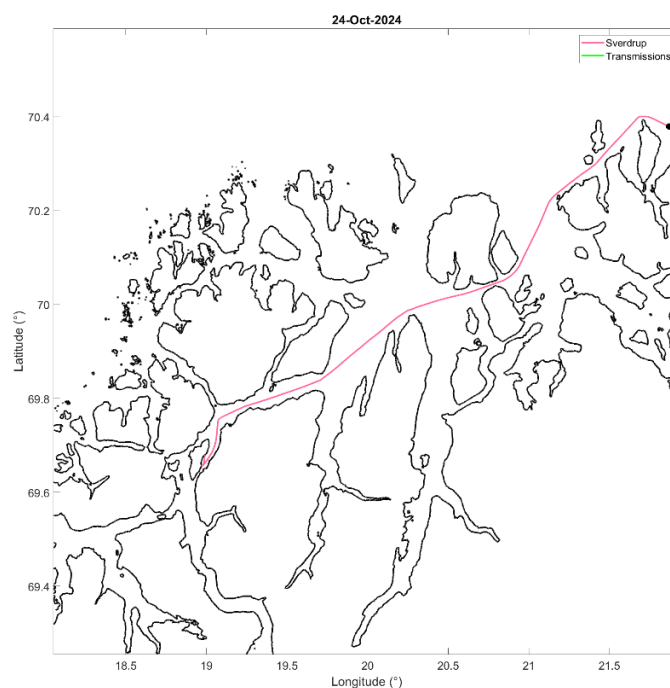 24-Oct-2024
Sverdrup
Transmissions
70.4
70.2
70
69.8
69.6
69.4
Latitude (°)
18.5 19 19.5 20 20.5 21 21.5
Longitude (°)